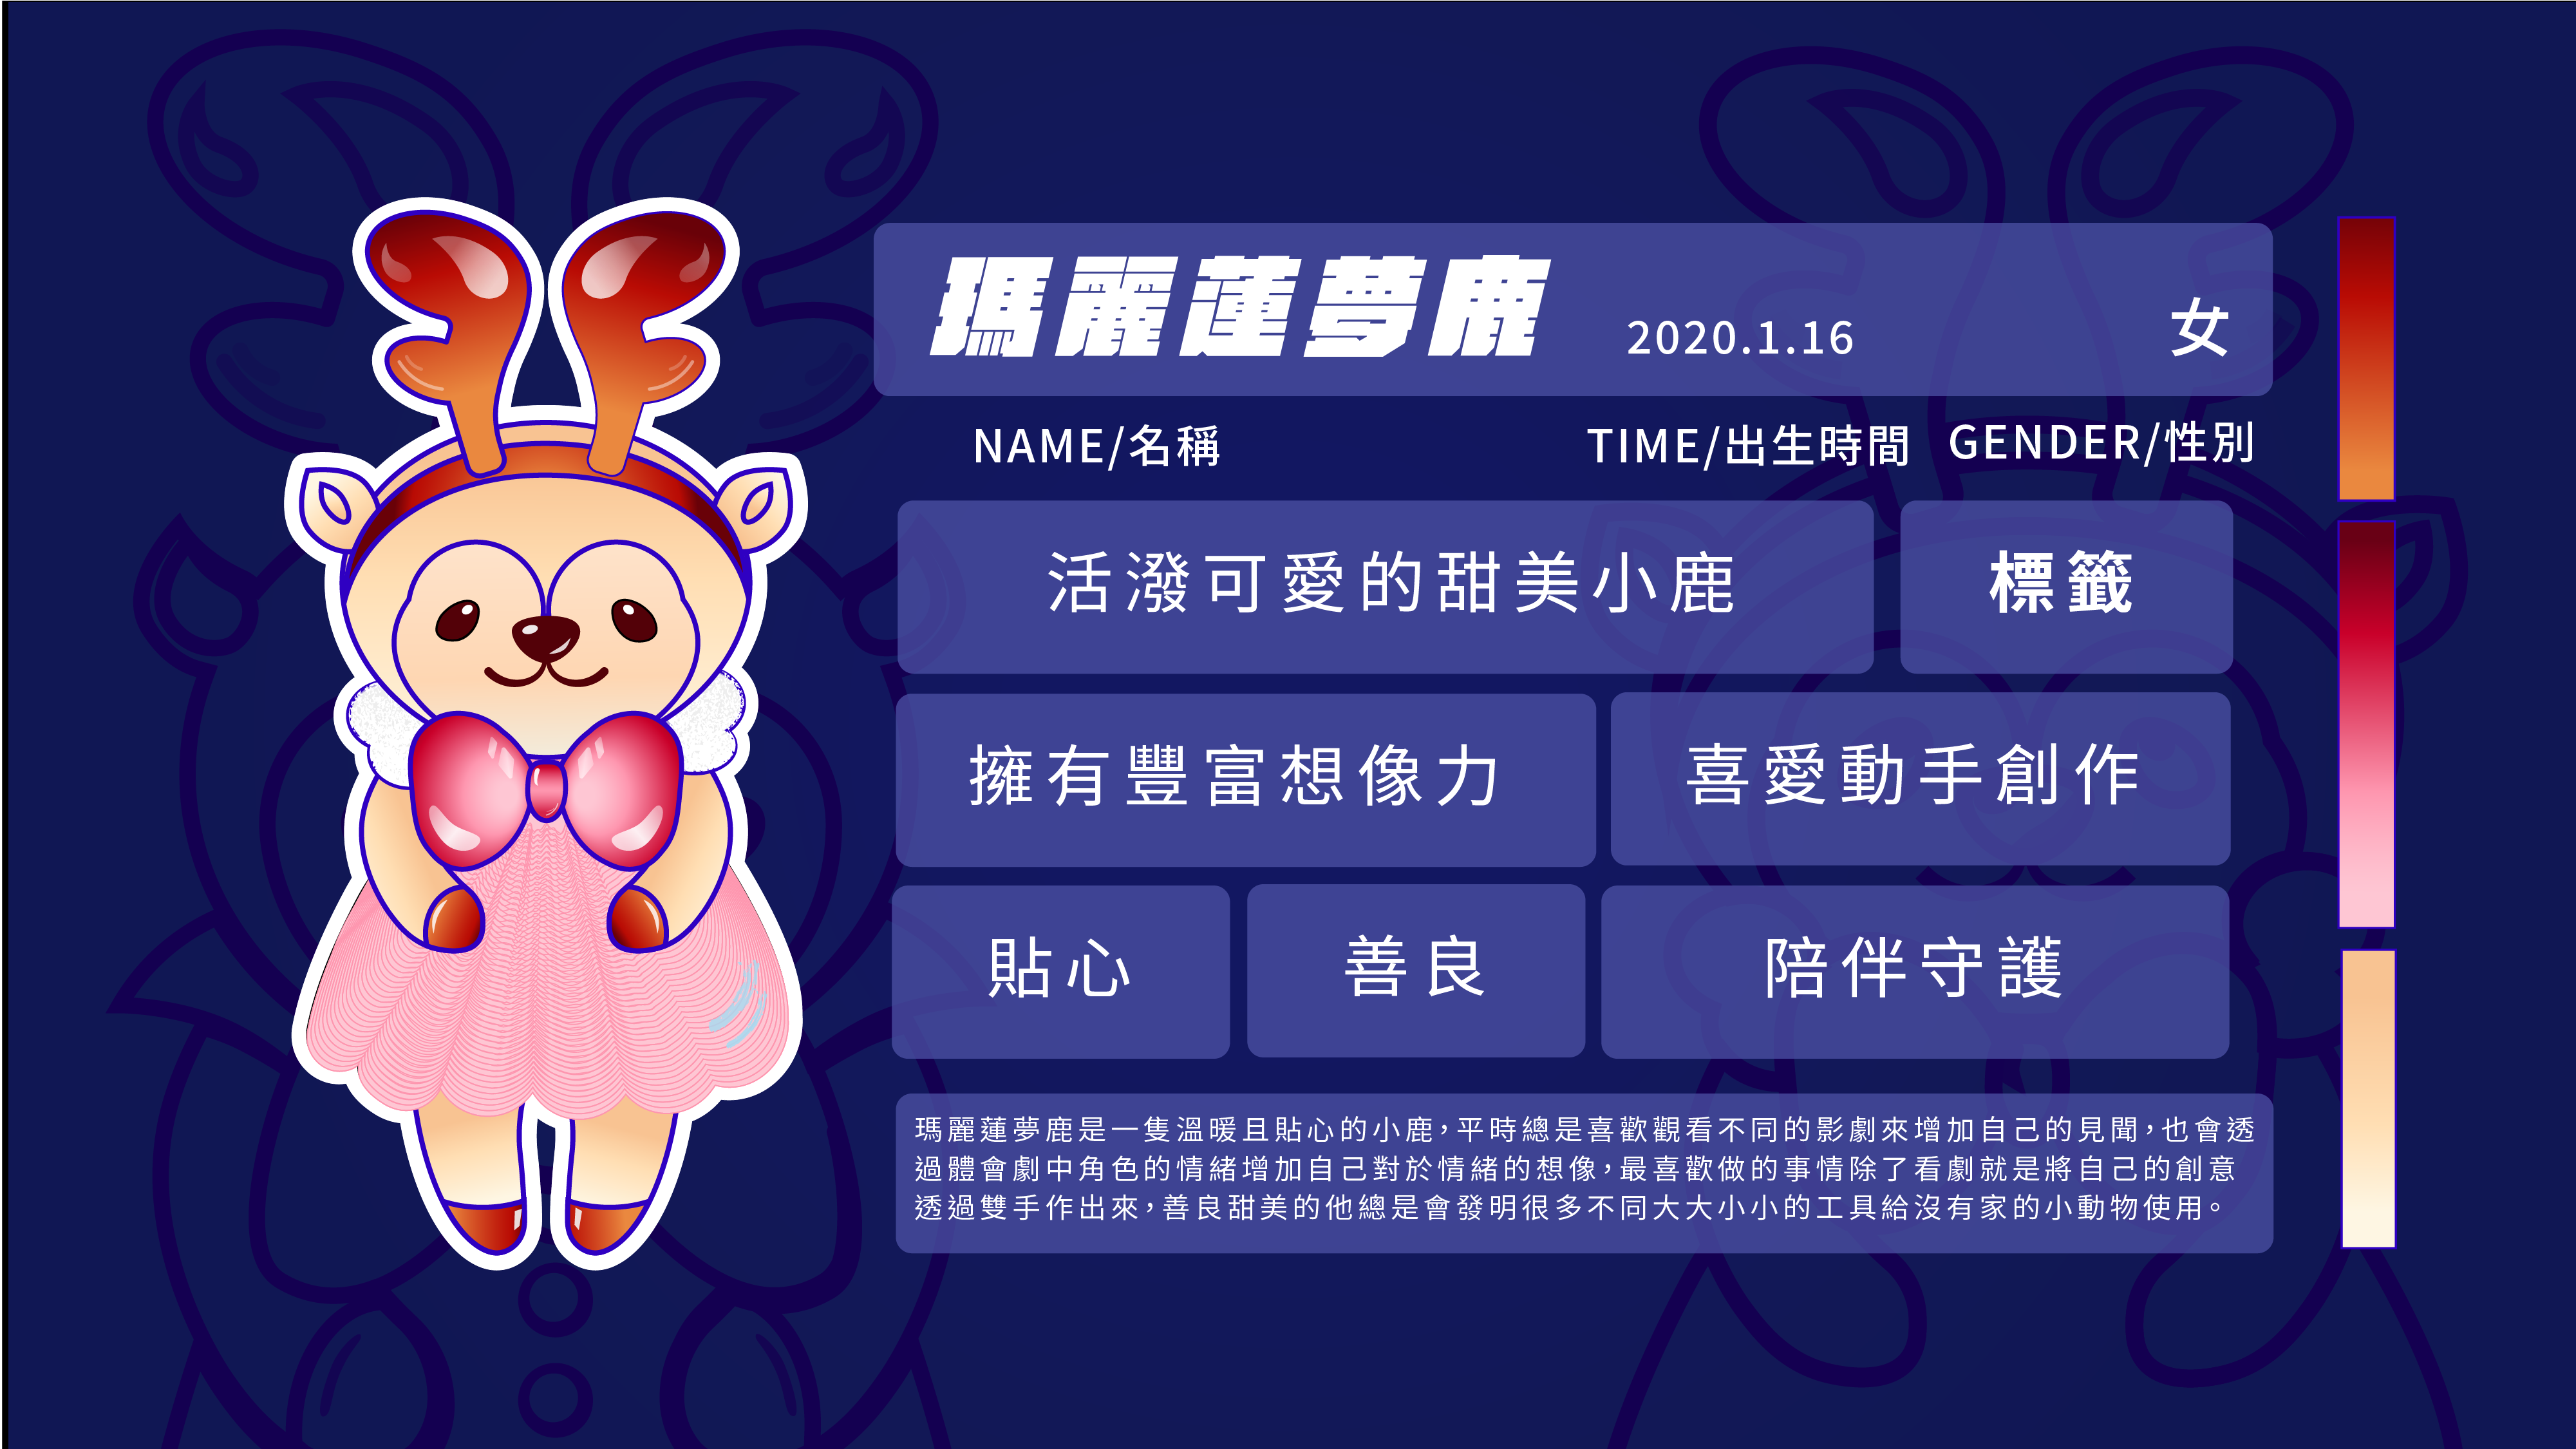 瑪麗蓮夢鹿
2020.1.16
女
NAME/名稱
TIME/出生時間
GENDER/性別
活潑可愛的甜美小鹿
標籤
擁有豐富想像力
喜愛動手創作
貼心
善良
陪伴守護
瑪麗蓮夢鹿是一隻溫暖且貼心的小鹿，平時總是喜歡觀看不同的影劇來增加自己的見聞，也會透
過體會劇中角色的情緒增加自己對於情緒的想像，最喜歡做的事情除了看劇就是將自己的創意
透過雙手作出來，善良甜美的他總是會發明很多不同大大小小的工具給沒有家的小動物使用。